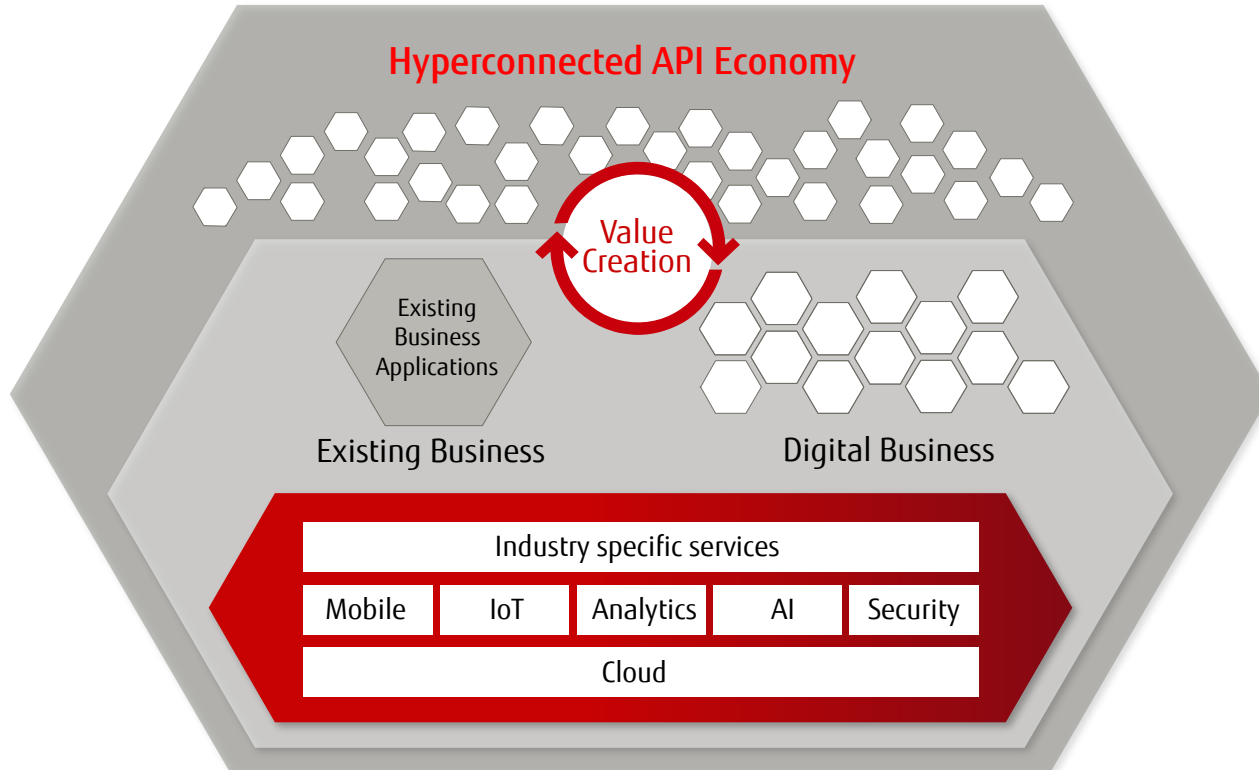 Hyperconnected API Economy
Value
Creation
Existing
Business
Applications
Existing Business
Digital Business
Industry specific services
Mobile
IoT
Analytics
AI
Security
Cloud